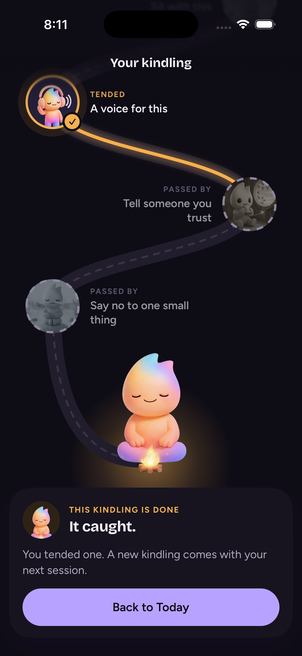 8:11
Your kindling
TENDED
A voice for this
PASSED BY
Tell someone you
trust
PASSED BY
Say no to one small
thing
THIS KINDLING IS DONE
It caught.
You tended one. A new kindling comes with your
next session.
Back to Today